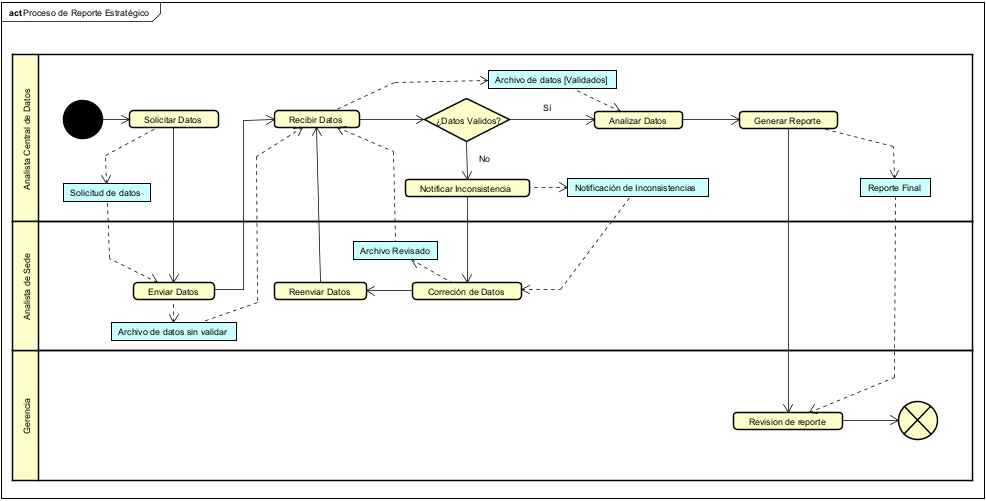 act Proceso de Reporte Estratégico
Analista Central de Datos
Archivo de datos [Validados]
Solicitar Datos
Recibir Datos
¿Datos Validos?
Sí
Analizar Datos
Generar Reporte
No
Solicitud de datos
Notificar Inconsistencia
Notificación de Inconsistencias
Reporte Final
Analista de Sede
Archivo Revisado
Enviar Datos
Reenviar Datos
Correción de Datos
Archivo de datos sin validar
Gerencia
Revision de reporte